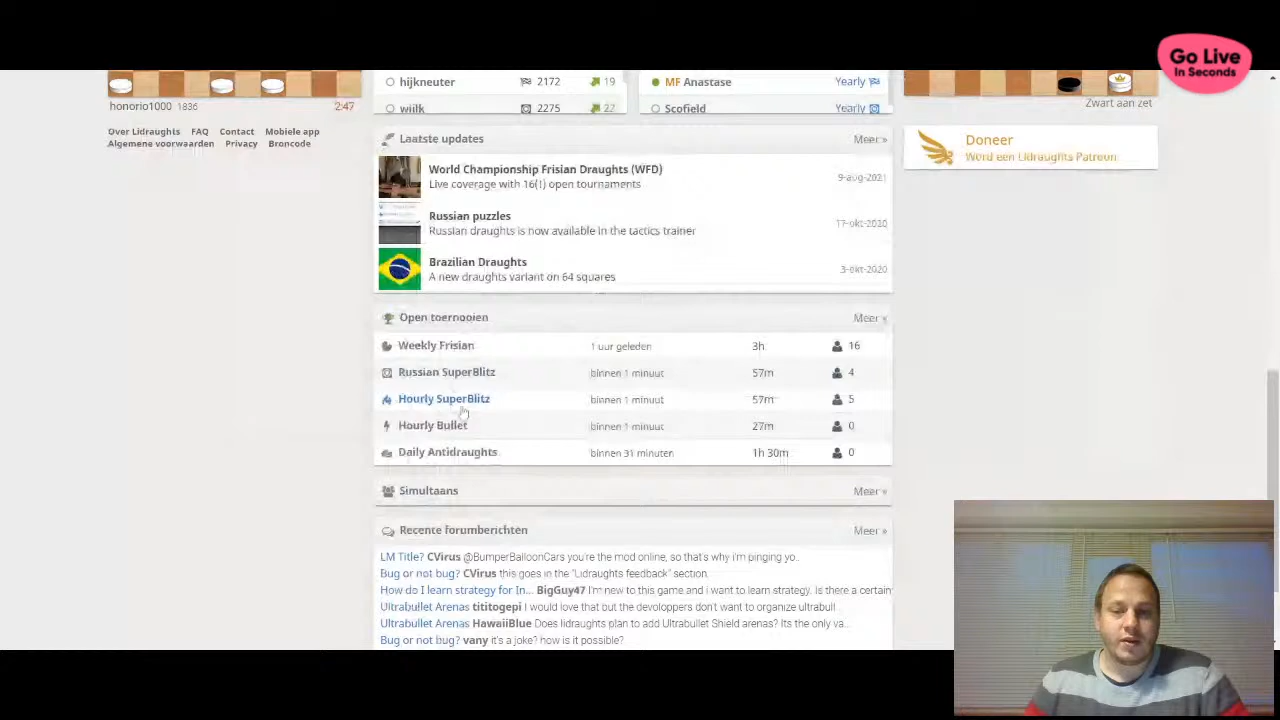 Go Live
In Seconds
honorio1000 1836 2:47
Over Lidraughts FAQ Contact Mobiele app
Algemene voorwaarden Privacy Broncode
hijkneuter 2172 19
wiilk 2275 22
MF Anastase Yearly
Scofield Yearly
Zwart aan zet
Doneer
Word een Lidraughts Patreon
Laatste updates Meer »
World Championship Frisian Draughts (WFD)
Live coverage with 16(!) open tournaments
9-aug-2021
Russian puzzles
Russian draughts is now available in the tactics trainer
17-okt-2020
Brazilian Draughts
A new draughts variant on 64 squares
3-okt-2020
Open toernooien Meer »
Weekly Frisian 1 uur geleden 3h 16
Russian SuperBlitz binnen 1 minuut 57m 4
Hourly SuperBlitz binnen 1 minuut 57m 5
Hourly Bullet binnen 1 minuut 27m 0
Daily Antidraughts binnen 31 minuten 1h 30m 0
Simultaans Meer »
Recente forumberichten Meer »
LM Title? CVirus @BumperBalloonCars you're the mod online, so that's why i'm pinging yo..
Bug or not bug? CVirus this goes in the "Lidraughts feedback" section.
How do I learn strategy for In... BigGuy47 I'm new to this game and i want to learn strategy. Is there a certain
Ultrabullet Arenas tititogepi I would love that but the devoloppers don't want to organize ultrabull...
Ultrabullet Arenas HawaiiBlue Does lidraughts plan to add Ultrabullet Shield arenas? Its the only va...
Bug or not bug? vany it's a joke? how is it possible?